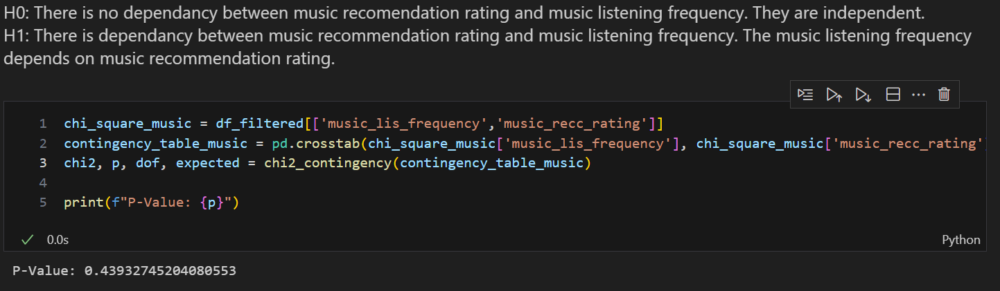 H0: There is no dependancy between music recomendation rating and music listening frequency. They are independent.
H1: There is dependancy between music recommendation rating and music listening frequency. The music listening frequency
depends on music recommendation rating.
1 chi_square_music = df_filtered[['music_lis_frequency','music_recc_rating']]
2 contingency_table_music = pd.crosstab(chi_square_music['music_lis_frequency'], chi_square_music['music_recc_rating'
3 chi2, p, dof, expected = chi2_contingency(contingency_table_music)
4
5 print(f"P-Value: {p}")
0.0s
Python
P-Value: 0.43932745204080553